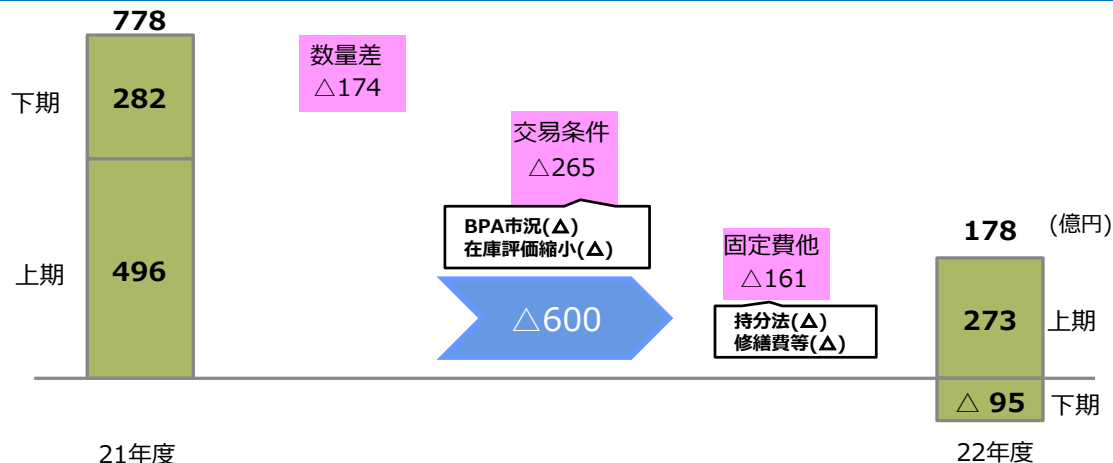 778
下期
282
上期
496
21年度
数量差
△174
交易条件
△265
BPA市況(△)
在庫評価縮小(△)
△600
固定費他
△161
持分法(△)
修繕費等(△)
(億円)
178
273
上期
△ 95
下期
22年度